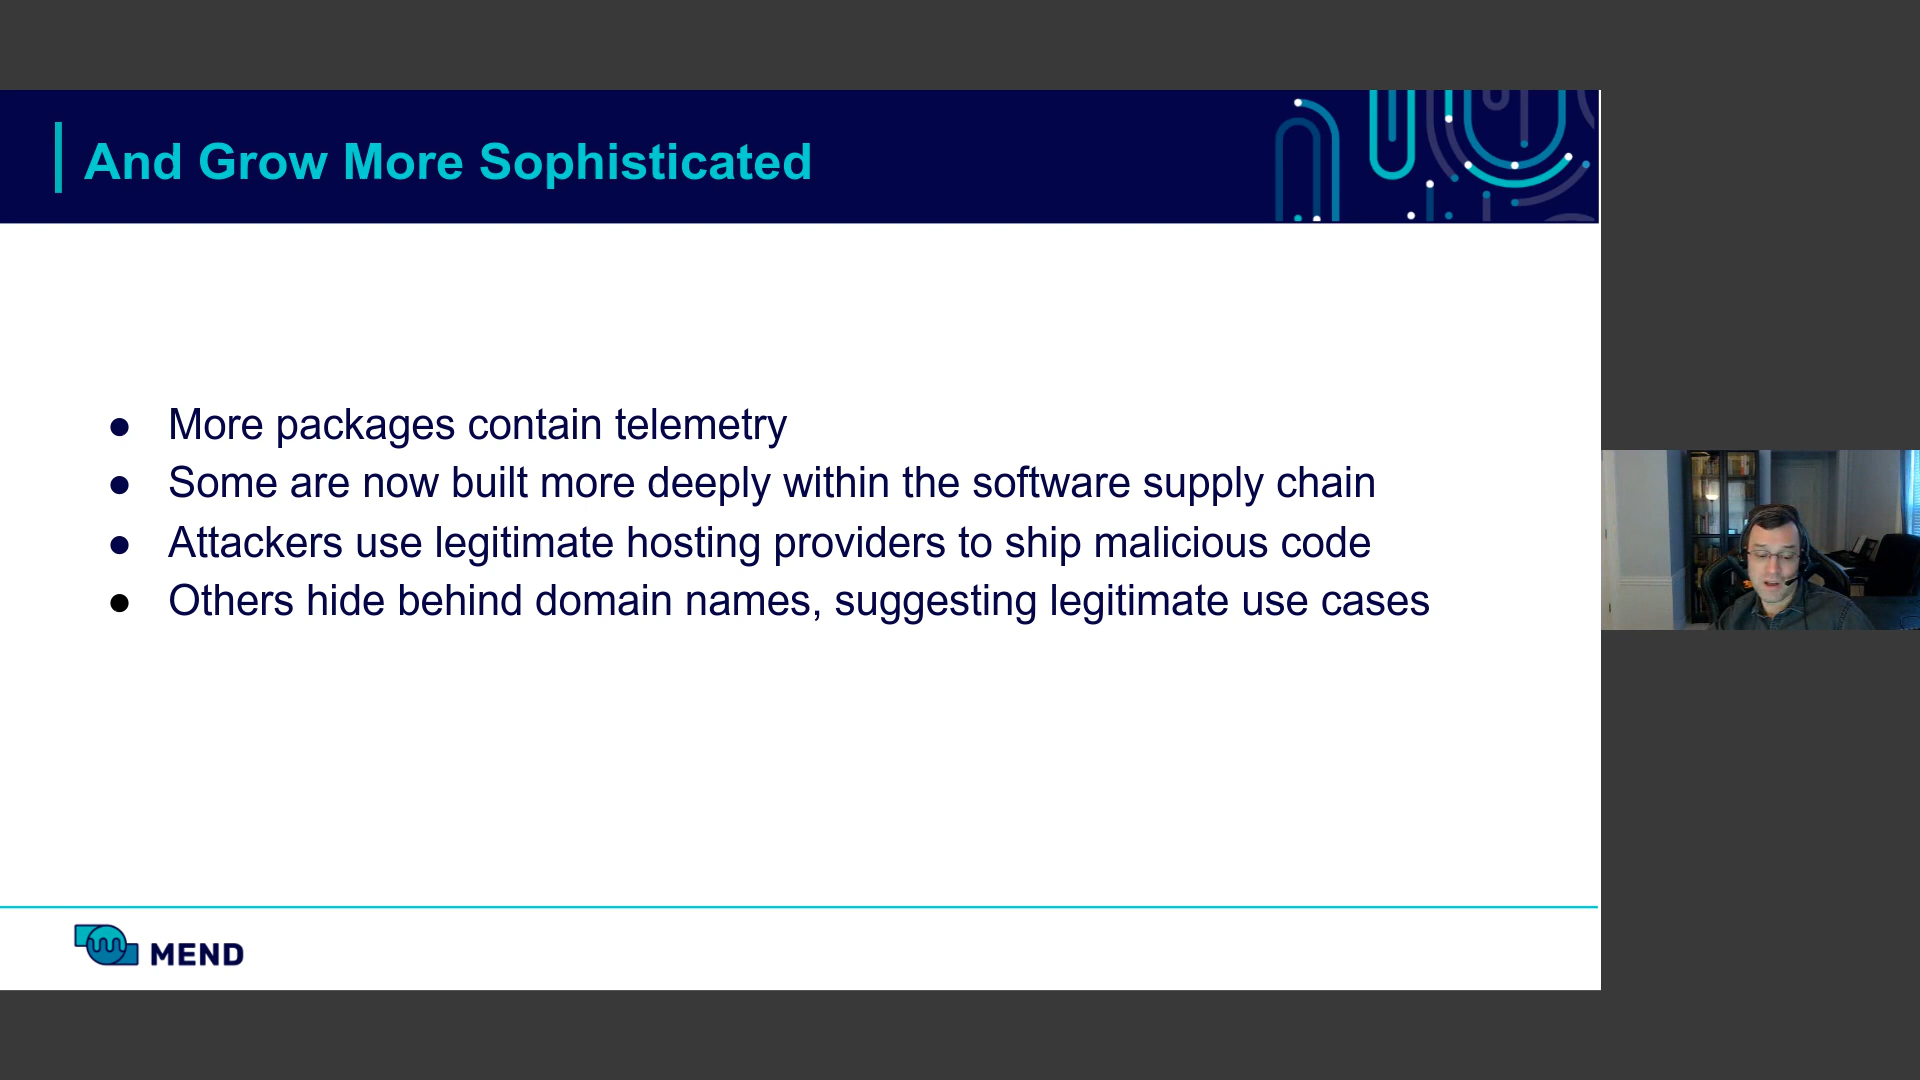 And Grow More Sophisticated
● More packages contain telemetry
● Some are now built more deeply within the software supply chain
● Attackers use legitimate hosting providers to ship malicious code
● Others hide behind domain names, suggesting legitimate use cases
MEND